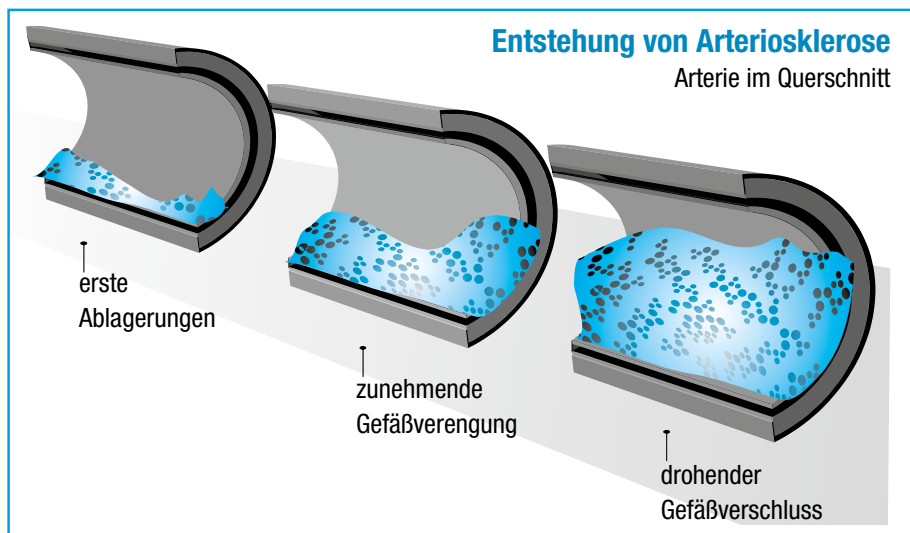 Entstehung von Arteriosklerose
Arterie im Querschnitt
erste
Ablagerungen
zunehmende
Gefäßverengung
drohender
Gefäßverschluss